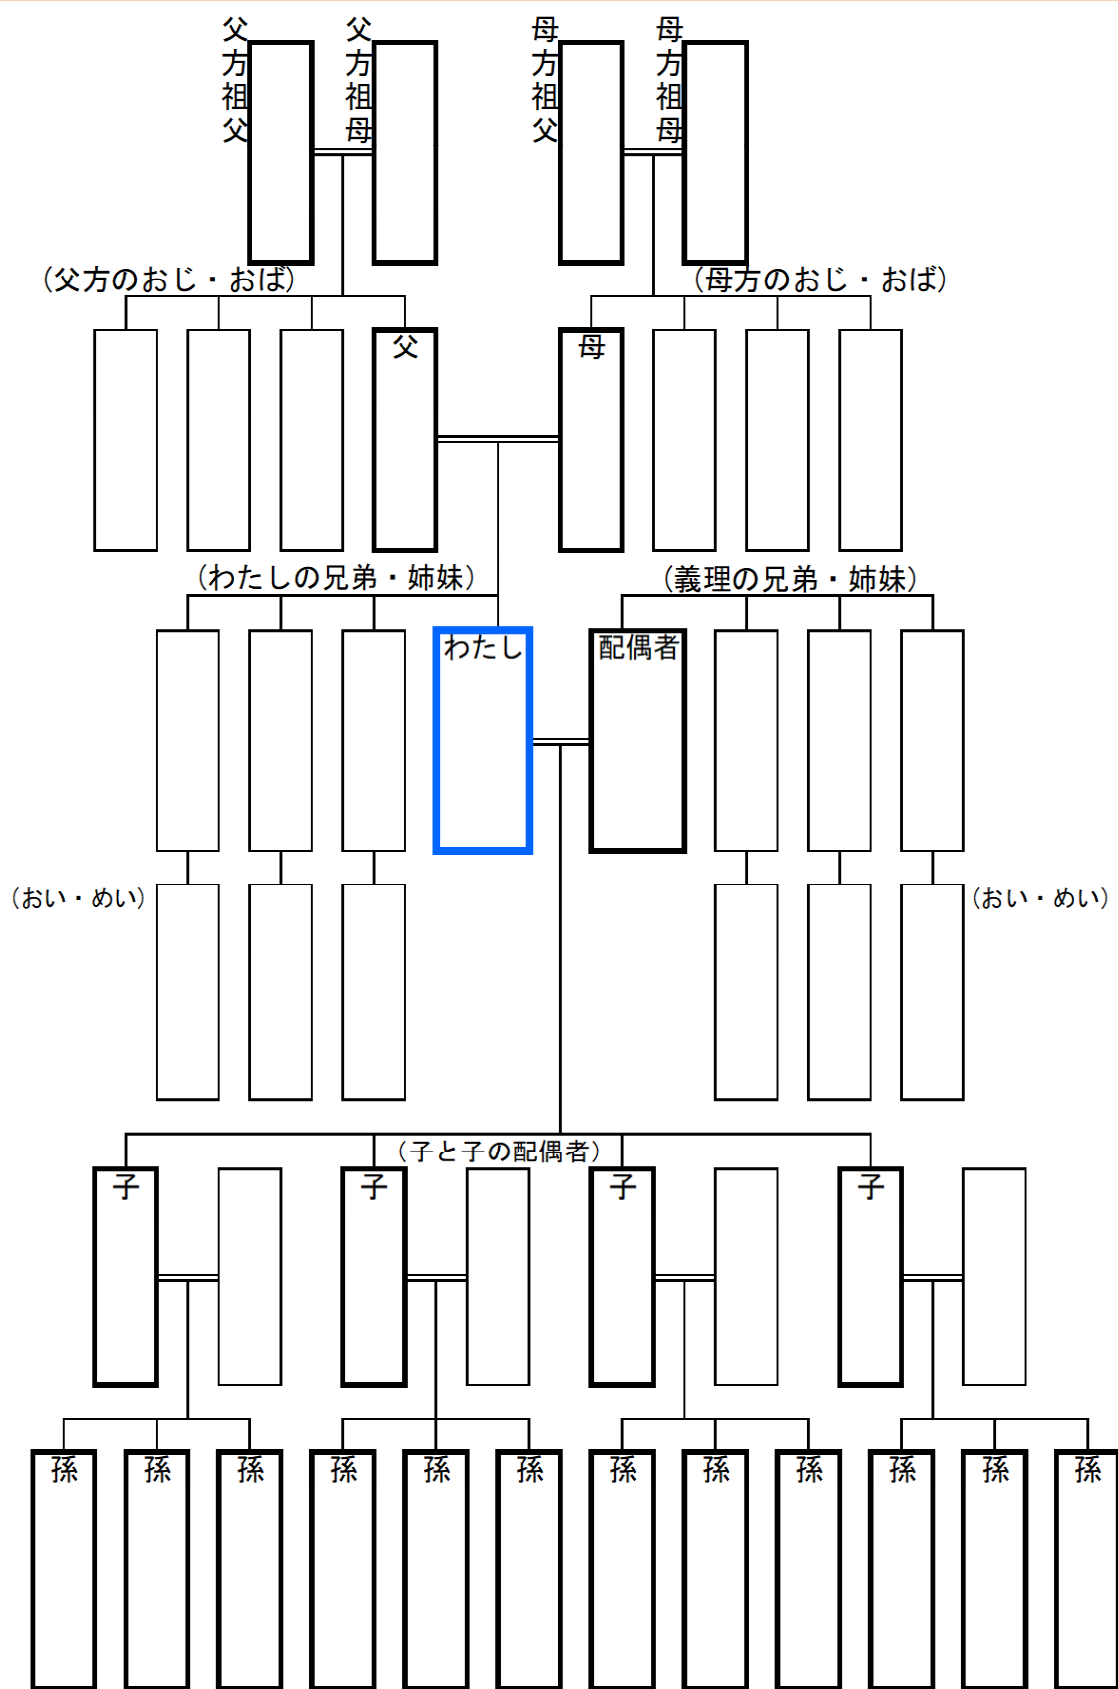 父方祖父
父方祖母
母方祖父
母方祖母
（父方のおじ・おば）
（母方のおじ・おば）
父
母
（わたしの兄弟・姉妹）
（義理の兄弟・姉妹）
わたし
配偶者
（おい・めい）
（おい・めい）
（子と子の配偶者）
子
子
子
子
孫
孫
孫
孫
孫
孫
孫
孫
孫
孫
孫
孫